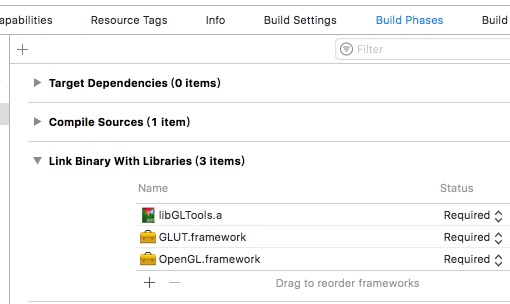 apabilities Resource Tags Info Build Settings Build Phases Build
Filter
Target Dependencies (0 items)
Compile Sources (1 item)
Link Binary With Libraries (3 items)
Name Status
libGLTools.a Required
GLUT.framework Required
OpenGL.framework Required
Drag to reorder frameworks